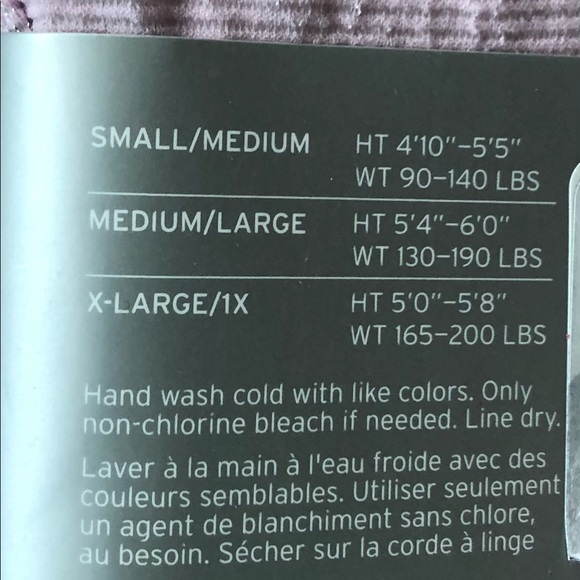 SMALL/MEDIUM HT 4'10"–5'5"
WT 90–140 LBS
MEDIUM/LARGE HT 5'4"–6'0"
WT 130–190 LBS
X-LARGE/1X HT 5'0"–5'8"
WT 165–200 LBS
Hand wash cold with like colors. Only
non-chlorine bleach if needed. Line dry.
Laver à la main à l'eau froide avec des
couleurs semblables. Utiliser seulement
un agent de blanchiment sans chlore,
au besoin. Sécher sur la corde à linge